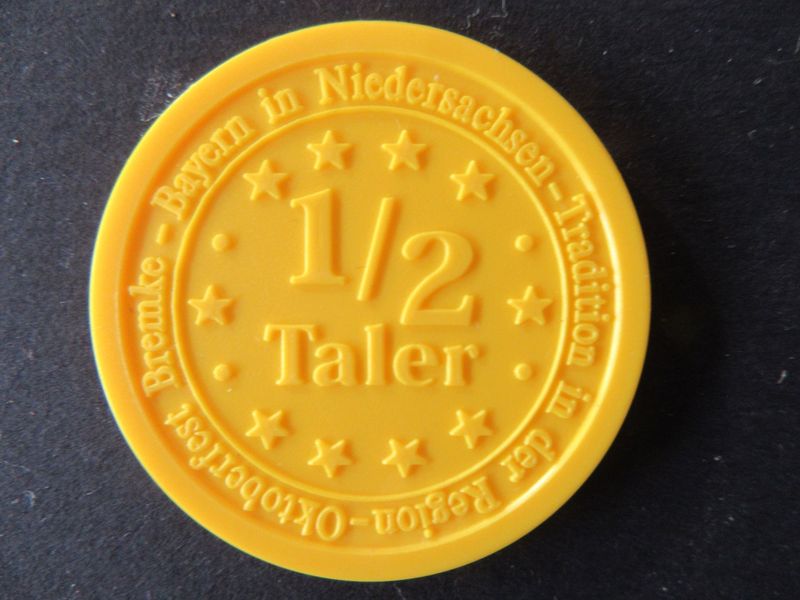 Oktoberfest Bremke - Bayern in Niedersachsen - Tradition in der Region -
1/2
Taler